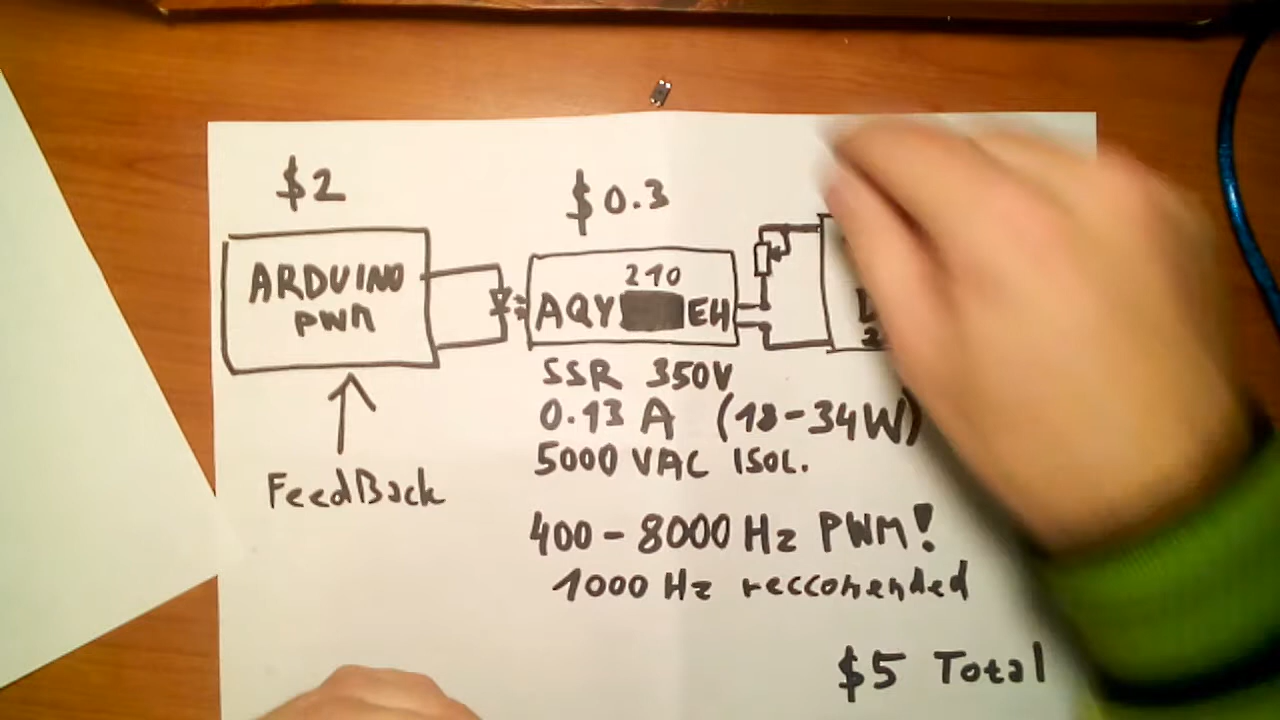 $2
$0.3
ARDUINO
PWM
210
AQY EH
SSR 350V
0.13 A (18-34W)
5000 VAC ISOL.
FeedBack
400-8000 Hz PWM!
1000 Hz reccomended
$5 Total